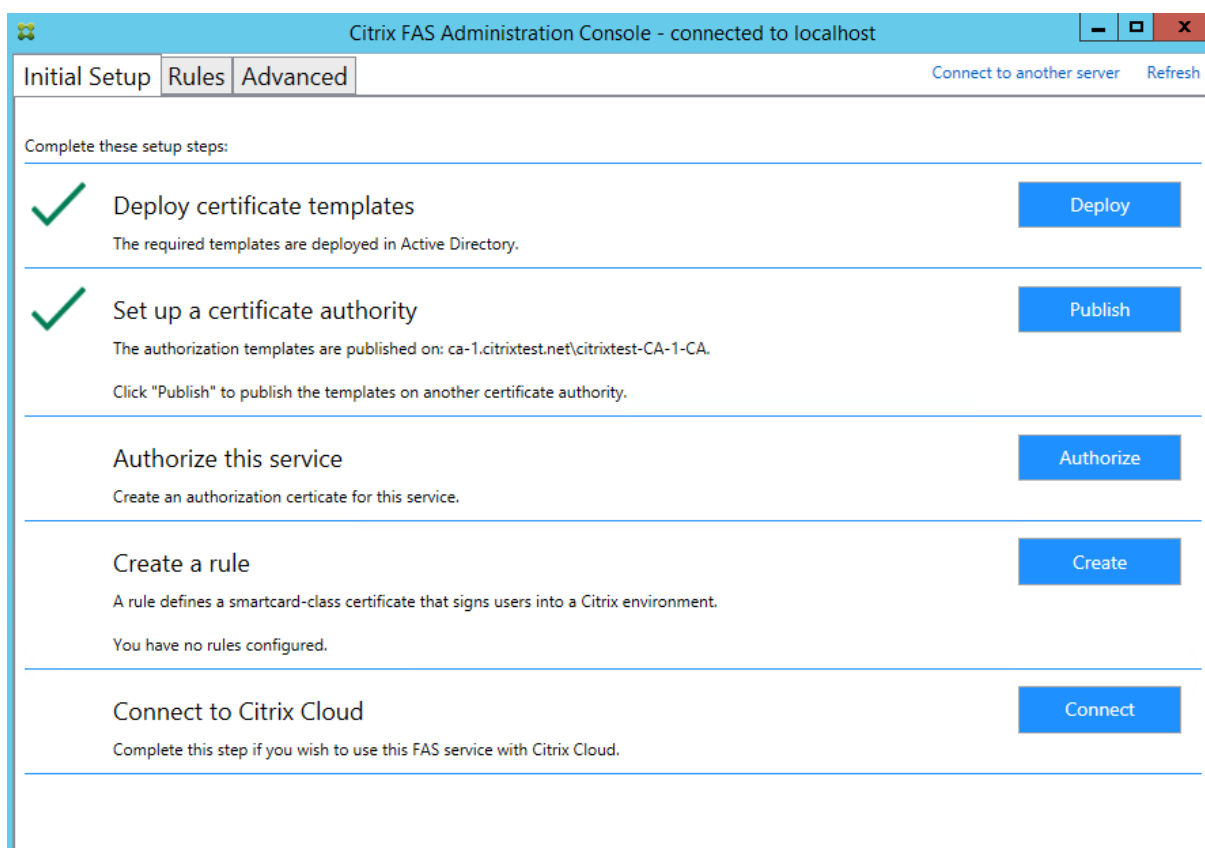 Citrix FAS Administration Console - connected to localhost
Initial Setup Rules Advanced Connect to another server Refresh
Complete these setup steps:
Deploy certificate templates Deploy
The required templates are deployed in Active Directory.
Set up a certificate authority Publish
The authorization templates are published on: ca-1.citrixtest.net\citrixtest-CA-1-CA.
Click "Publish" to publish the templates on another certificate authority.
Authorize this service Authorize
Create an authorization certicate for this service.
Create a rule Create
A rule defines a smartcard-class certificate that signs users into a Citrix environment.
You have no rules configured.
Connect to Citrix Cloud Connect
Complete this step if you wish to use this FAS service with Citrix Cloud.